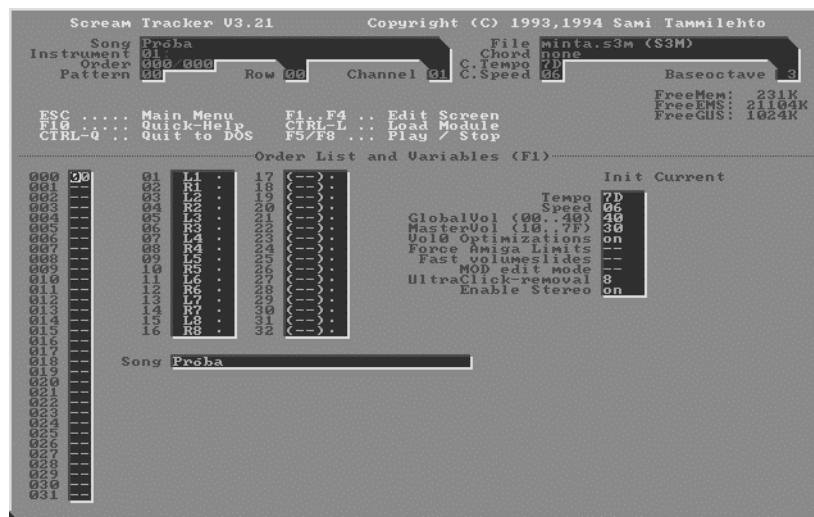 Scream Tracker V3.21 Copyright (C) 1993,1994 Sami Tammilehto
Song Próba File minta.s3m (S3M)
Instrument 01: Chord none
Order 000/000 C.Tempo 7D
Pattern 00 Row 00 Channel 01 C.Speed 06 Baseoctave 3
FreeMem: 231K
FreeEMS: 21104K
FreeGUS: 1024K
ESC ..... Main Menu F1..F4 .. Edit Screen
F10 ..... Quick-Help CTRL-L .. Load Module
CTRL-Q .. Quit to DOS F5/F8 ... Play / Stop
Order List and Variables (F1)
000 00 01 L1 . 17 (--). Init Current
001 -- 02 R1 . 18 (--).
002 -- 03 L2 . 19 (--). Tempo 7D
003 -- 04 R2 . 20 (--). Speed 06
004 -- 05 L3 . 21 (--). GlobalVol (00..40) 40
005 -- 06 R3 . 22 (--). MasterVol (10..7F) 30
006 -- 07 L4 . 23 (--). Vol0 Optimizations on
007 -- 08 R4 . 24 (--). Force Amiga Limits --
008 -- 09 L5 . 25 (--). Fast volumeslides --
009 -- 10 R5 . 26 (--). MOD edit mode --
010 -- 11 L6 . 27 (--). UltraClick-removal 8
011 -- 12 R6 . 28 (--). Enable Stereo on
012 -- 13 L7 . 29 (--).
013 -- 14 R7 . 30 (--).
014 -- 15 L8 . 31 (--).
015 -- 16 R8 . 32 (--).
016 --
017 --
018 -- Song Próba
019 --
020 --
021 --
022 --
023 --
024 --
025 --
026 --
027 --
028 --
029 --
030 --
031 --